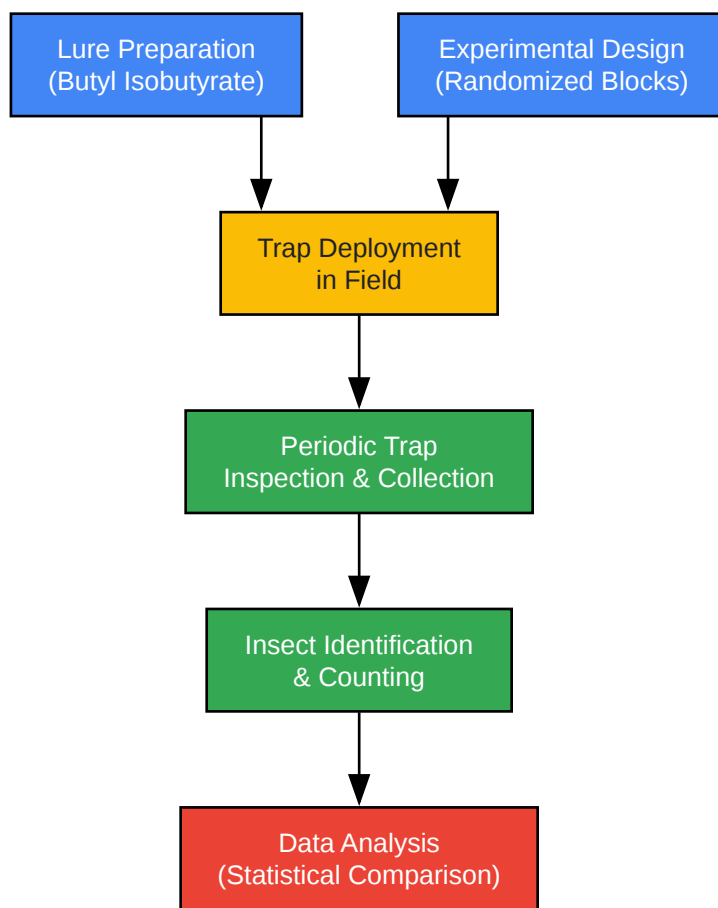 Lure Preparation
(Butyl Isobutyrate)
Experimental Design
(Randomized Blocks)
Trap Deployment
in Field
Periodic Trap
Inspection & Collection
Insect Identification
& Counting
Data Analysis
(Statistical Comparison)